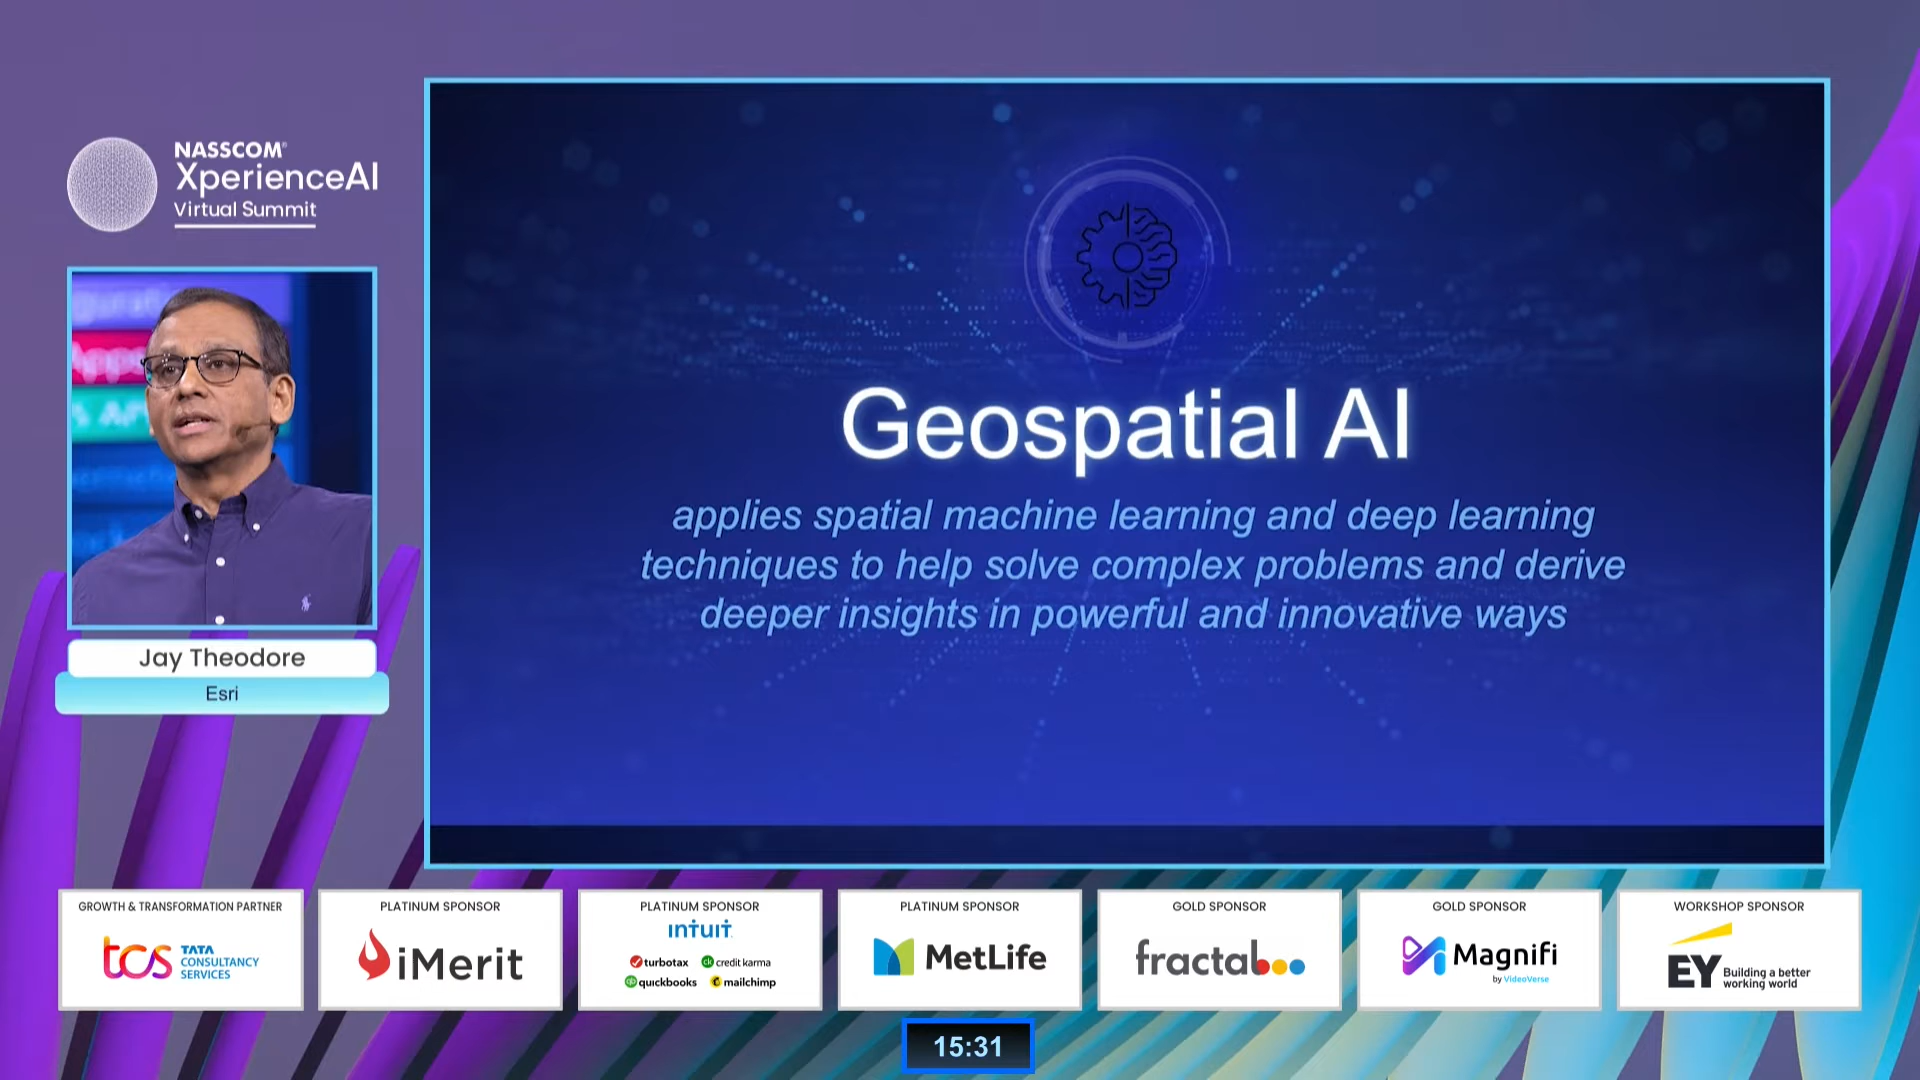 NASSCOM®
XperienceAI
Virtual Summit
Apps
Jay Theodore
Esri
Geospatial AI
applies spatial machine learning and deep learning
techniques to help solve complex problems and derive
deeper insights in powerful and innovative ways
GROWTH & TRANSFORMATION PARTNER
tcs TATA
CONSULTANCY
SERVICES
PLATINUM SPONSOR
iMerit
PLATINUM SPONSOR
INTUIT
turbotax credit karma
quickbooks mailchimp
PLATINUM SPONSOR
MetLife
GOLD SPONSOR
fractal
GOLD SPONSOR
Magnifi
by VideoVerse
WORKSHOP SPONSOR
EY Building a better
working world
15:31